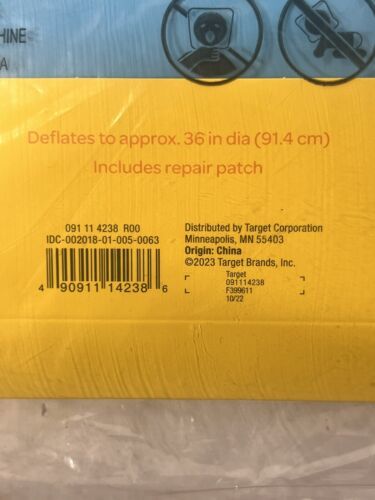 HINE
A
Deflates to approx. 36 in dia (91.4 cm)
Includes repair patch
091 11 4238 R00
IDC-002018-01-005-0063
4 90911 14238 6
Distributed by Target Corporation
Minneapolis, MN 55403
Origin: China
©2023 Target Brands, Inc.
Target
091114238
F399611
10/22